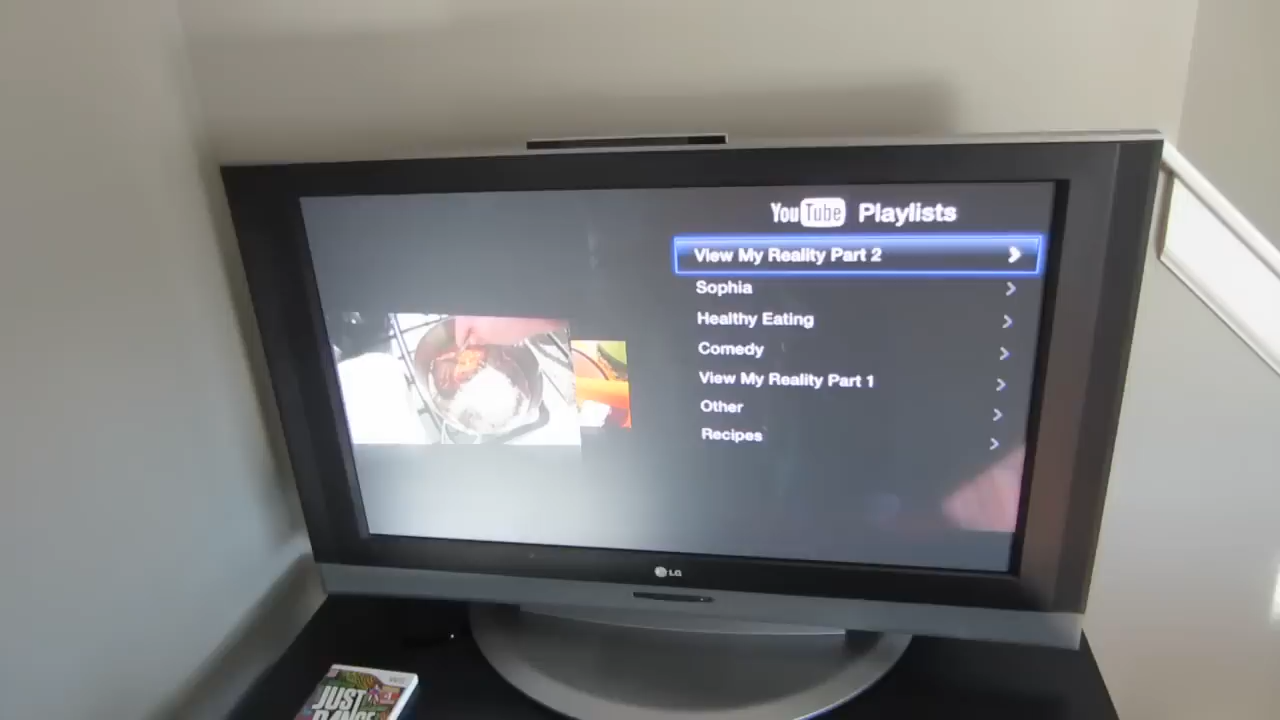 YouTube Playlists
View My Reality Part 2
Sophia
Healthy Eating
Comedy
View My Reality Part 1
Other
Recipes
LG
Wii
JUST
DANCE